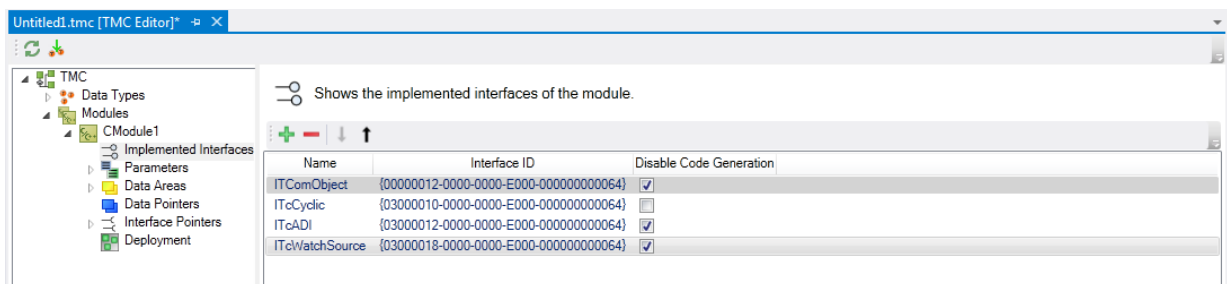 Untitled1.tmc [TMC Editor]*
TMC
Data Types
Modules
CModule1
Implemented Interfaces
Parameters
Data Areas
Data Pointers
Interface Pointers
Deployment
Shows the implemented interfaces of the module.
Name Interface ID Disable Code Generation
ITComObject {00000012-0000-0000-E000-000000000064}
ITcCyclic {03000010-0000-0000-E000-000000000064}
ITcADI {03000012-0000-0000-E000-000000000064}
ITcWatchSource {03000018-0000-0000-E000-000000000064}